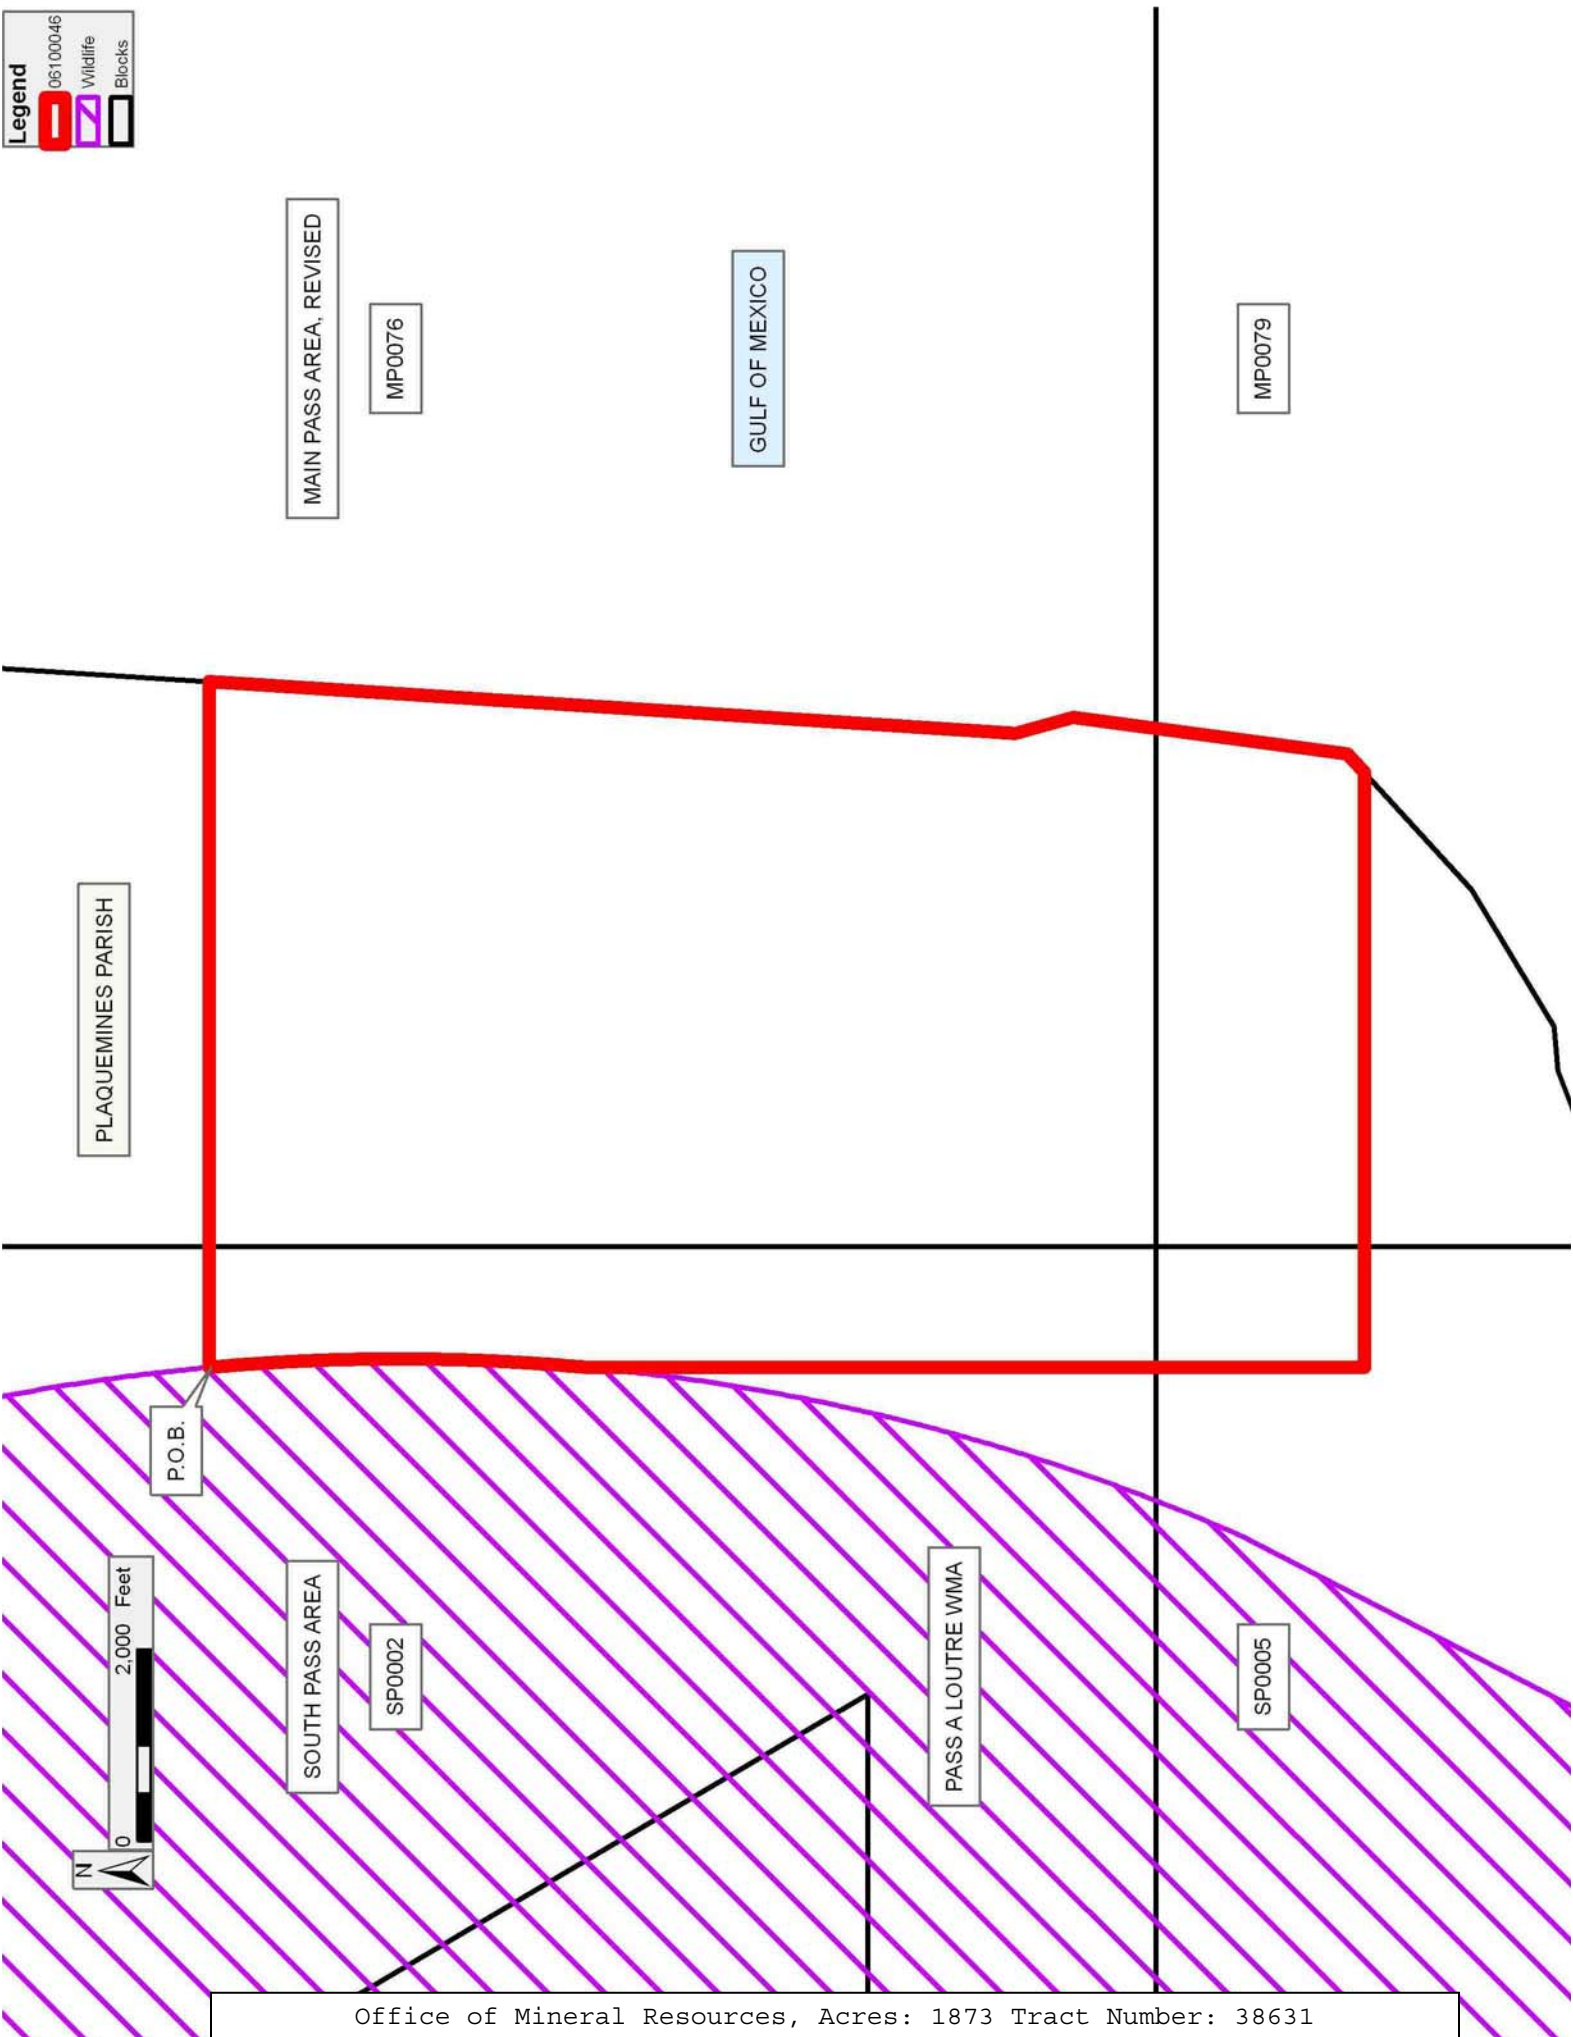 Legend
06100046
Wildlife
Blocks
MAIN PASS AREA, REVISED
MP0076
GULF OF MEXICO
MP0079
PLAQUEMINES PARISH
P.O.B.
N
0 2,000 Feet
SOUTH PASS AREA
SP0002
PASS A LOUTRE WMA
SP0005
Office of Mineral Resources, Acres: 1873 Tract Number: 38631